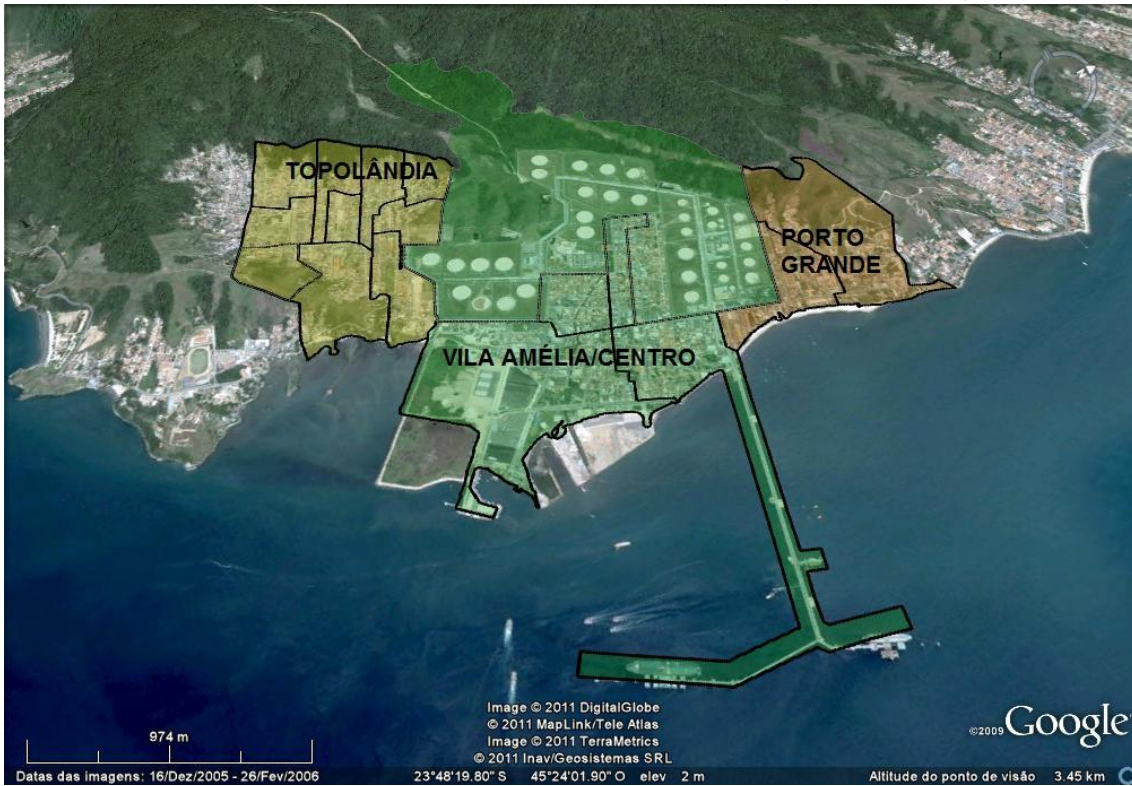 TOPOLÂNDIA
PORTO
GRANDE
VILA AMÉLIA/CENTRO
974 m
Image © 2011 DigitalGlobe
© 2011 MapLink/Tele Atlas
Image © 2011 TerraMetrics
© 2011 Inav/Geosistemas SRL
©2009 Google
Datas das imagens: 16/Dez/2005 - 26/Fev/2006
23°48'19.80" S 45°24'01.90" O elev 2 m
Altitude do ponto de visão 3.45 km